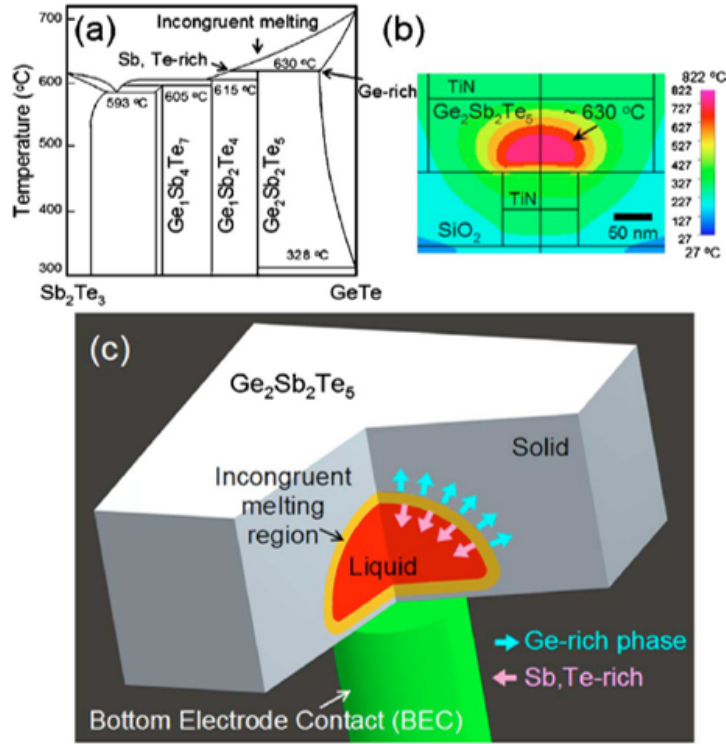 (a)
Temperature (°C)
700
600
500
400
300
Incongruent melting
Sb, Te-rich
630 °C
Ge-rich
593 °C
605 °C
615 °C
Ge₁Sb₄Te₇
Ge₁Sb₂Te₄
Ge₂Sb₂Te₅
328 °C
Sb₂Te₃
GeTe
(b)
TiN
Ge₂Sb₂Te₅
~ 630 °C
TiN
SiO₂
50 nm
822 °C
822
727
627
527
427
327
227
127
27
27 °C
(c)
Ge₂Sb₂Te₅
Solid
Incongruent
melting
region
Liquid
Ge-rich phase
Sb,Te-rich
Bottom Electrode Contact (BEC)